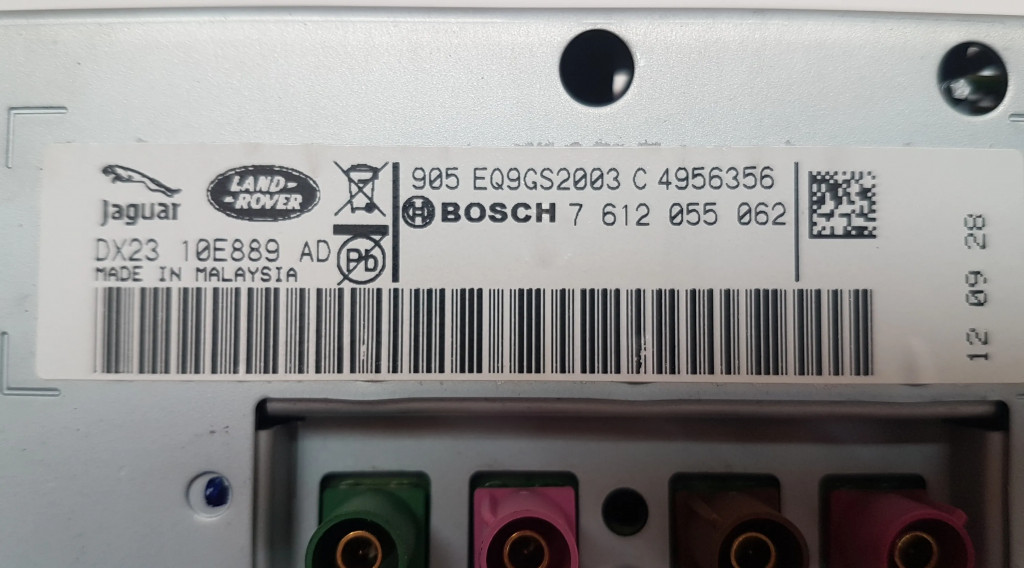 Jaguar
LAND-
-ROVER
DX23 10E889 AD
MADE IN MALAYSIA
Pb
905 EQ9GS2003 C 4956356
BOSCH 7 612 055 062
12 09 28